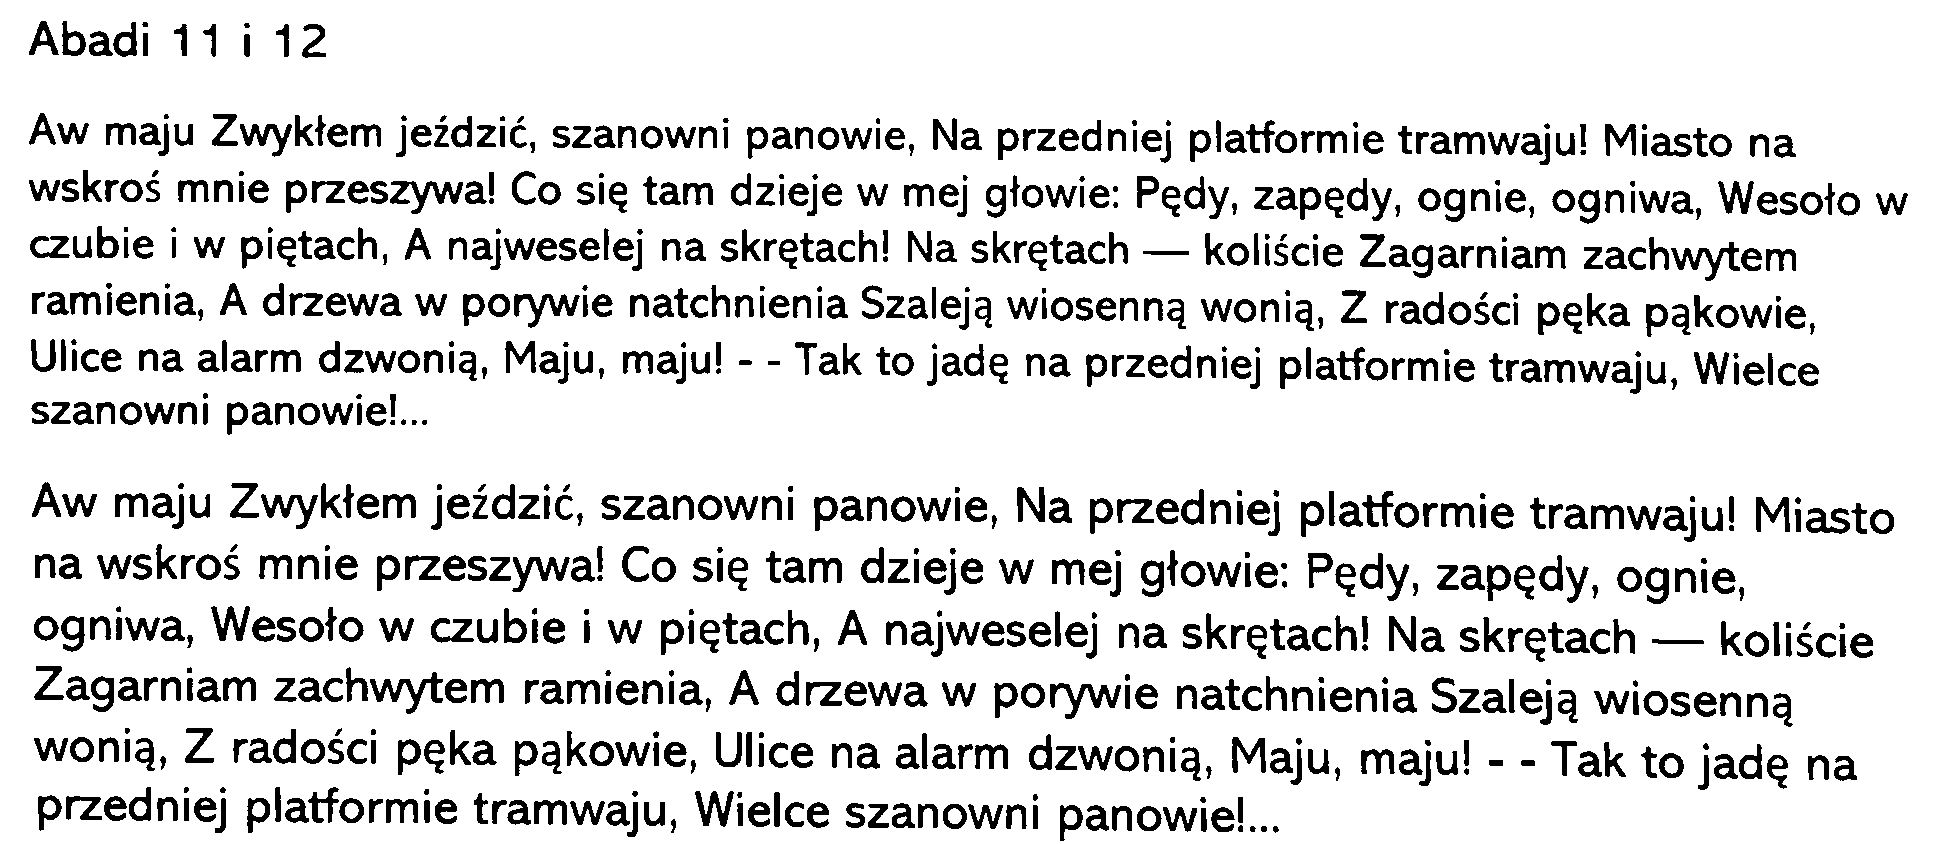 Abadi 11 i 12
Aw maju Zwykłem jeździć, szanowni panowie, Na przedniej platformie tramwaju! Miasto na
wskroś mnie przeszywa! Co się tam dzieje w mej głowie: Pędy, zapędy, ognie, ogniwa, Wesoło w
czubie i w piętach, A najweselej na skrętach! Na skrętach — koliście Zagarniam zachwytem
ramienia, A drzewa w porywie natchnienia Szaleją wiosenną wonią, Z radości pęka pąkowie,
Ulice na alarm dzwonią, Maju, maju! - - Tak to jadę na przedniej platformie tramwaju, Wielce
szanowni panowie!...
Aw maju Zwykłem jeździć, szanowni panowie, Na przedniej platformie tramwaju! Miasto
na wskroś mnie przeszywa! Co się tam dzieje w mej głowie: Pędy, zapędy, ognie,
ogniwa, Wesoło w czubie i w piętach, A najweselej na skrętach! Na skrętach — koliście
Zagarniam zachwytem ramienia, A drzewa w porywie natchnienia Szaleją wiosenną
wonią, Z radości pęka pąkowie, Ulice na alarm dzwonią, Maju, maju! - - Tak to jadę na
przedniej platformie tramwaju, Wielce szanowni panowie!...